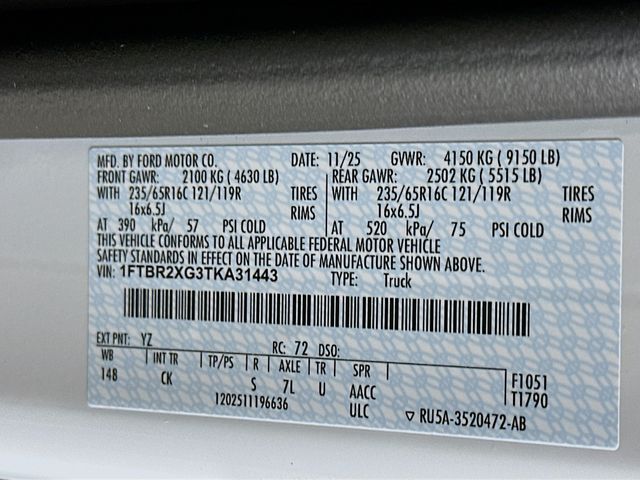 MFD. BY FORD MOTOR CO. DATE: 11/25 GVWR: 4150 KG ( 9150 LB)
FRONT GAWR: 2100 KG ( 4630 LB) REAR GAWR: 2502 KG ( 5515 LB)
WITH 235/65R16C 121/119R TIRES WITH 235/65R16C 121/119R TIRES
16x6.5J RIMS 16x6.5J RIMS
AT 390 kPa/ 57 PSI COLD AT 520 kPa/ 75 PSI COLD
THIS VEHICLE CONFORMS TO ALL APPLICABLE FEDERAL MOTOR VEHICLE
SAFETY STANDARDS IN EFFECT ON THE DATE OF MANUFACTURE SHOWN ABOVE.
VIN: 1FTBR2XG3TKA31443 TYPE: Truck
EXT PNT: YZ RC: 72 DSO:
WB INT TR TP/PS R AXLE TR SPR F1051
148 CK S 7L U AACC T1790
ULC
1202511196636 ▽ RU5A-3520472-AB